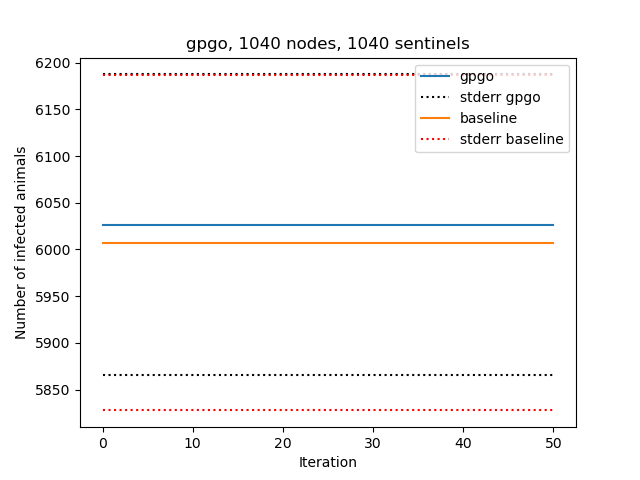 gpgo, 1040 nodes, 1040 sentinels
6200
6150
6100
6050
6000
5950
5900
5850
Number of infected animals
gpgo
stderr gpgo
baseline
stderr baseline
0 10 20 30 40 50
Iteration